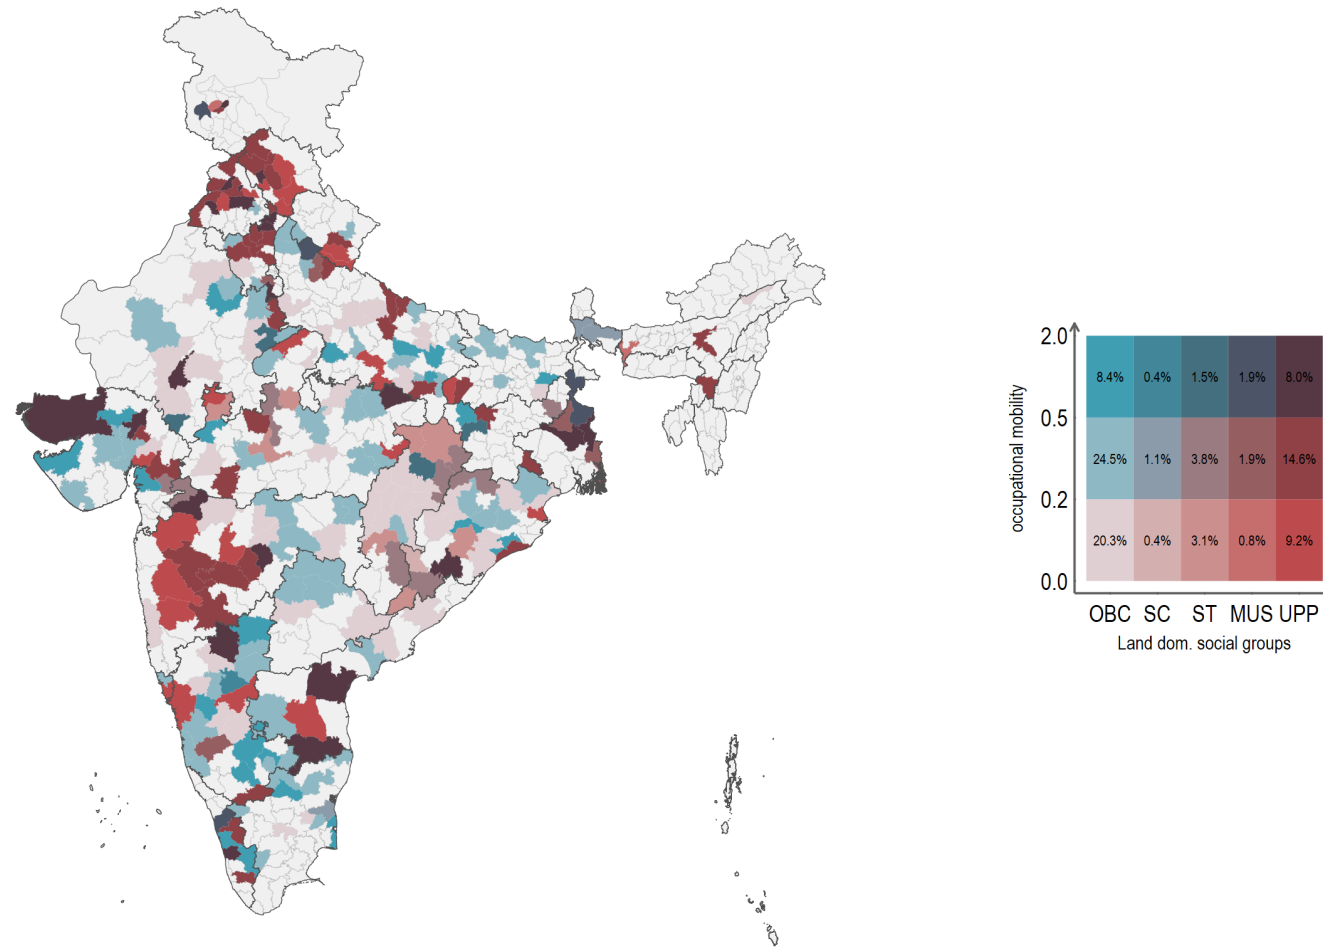 2.0
8.4% 0.4% 1.5% 1.9% 8.0%
0.5
24.5% 1.1% 3.8% 1.9% 14.6%
0.2
20.3% 0.4% 3.1% 0.8% 9.2%
0.0
occupational mobility
OBC SC ST MUS UPP
Land dom. social groups